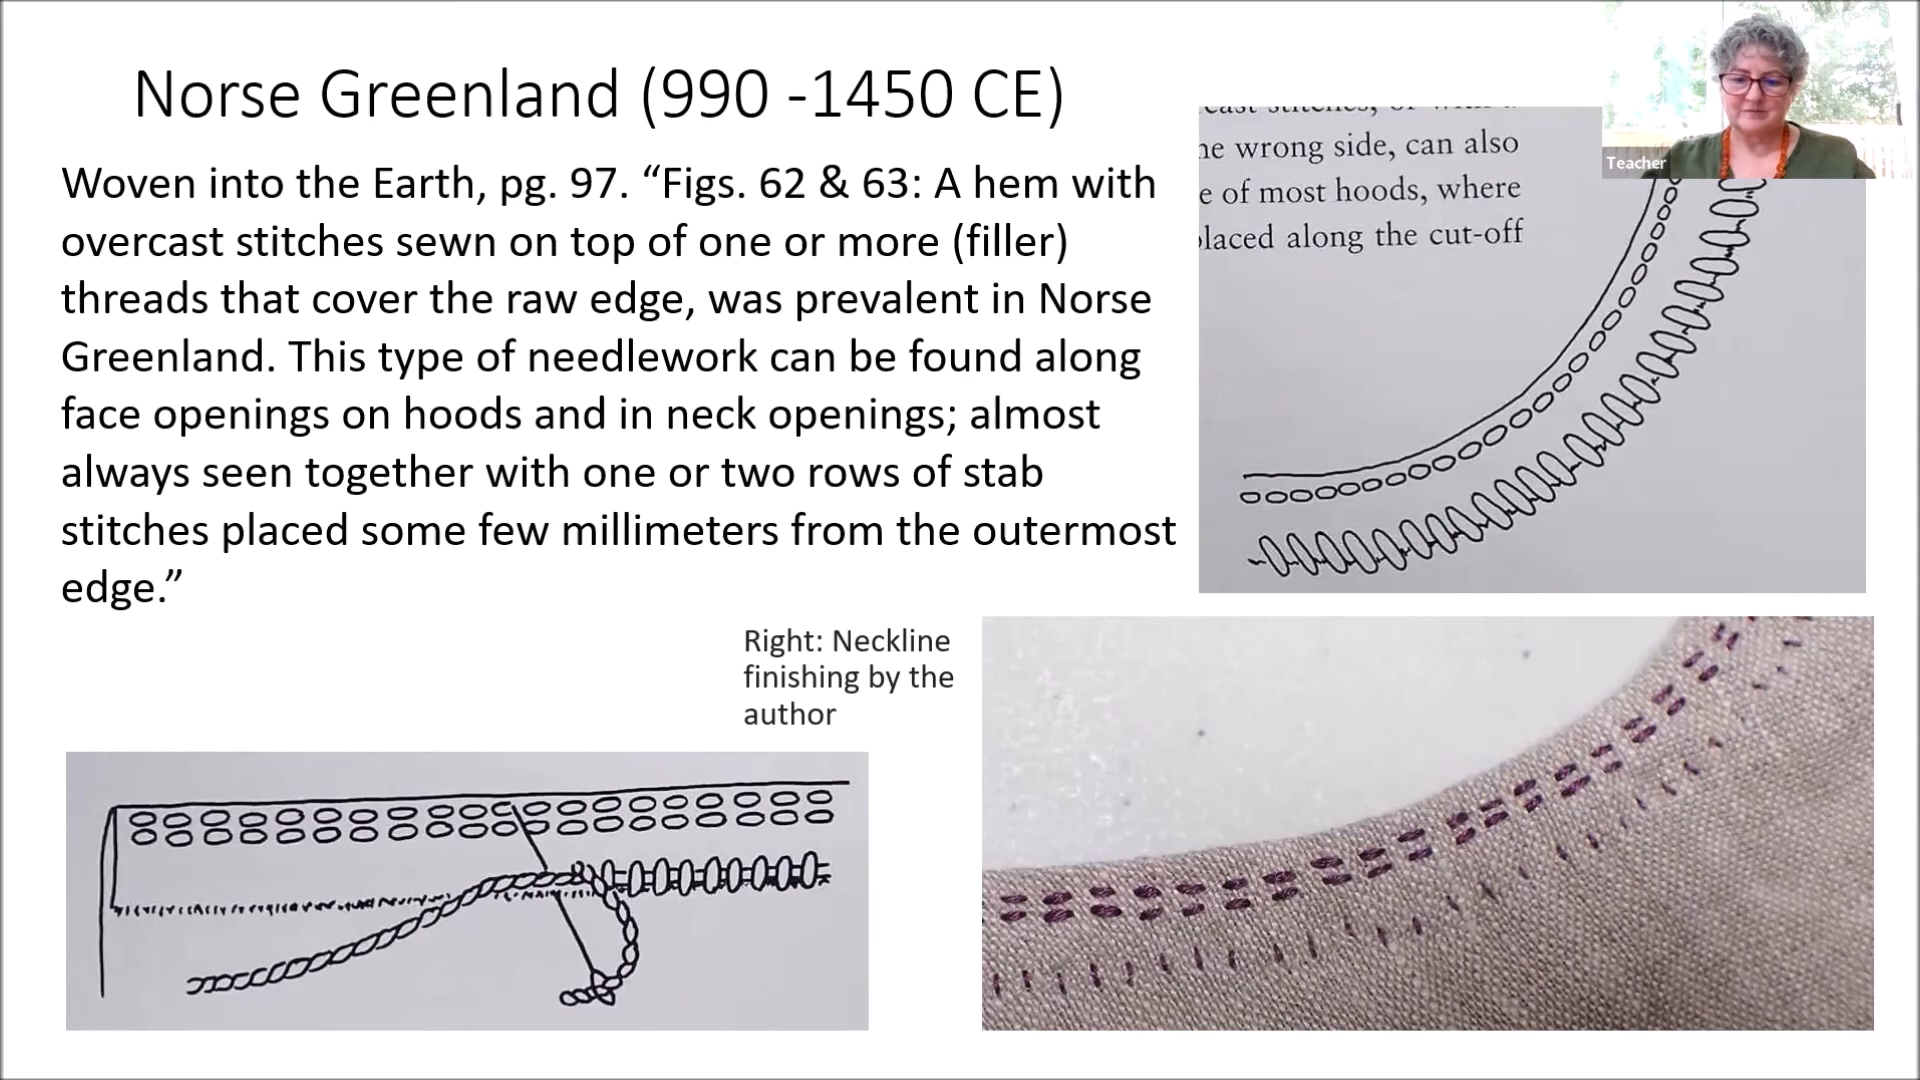 Norse Greenland (990 -1450 CE)
Woven into the Earth, pg. 97. “Figs. 62 & 63: A hem with
overcast stitches sewn on top of one or more (filler)
threads that cover the raw edge, was prevalent in Norse
Greenland. This type of needlework can be found along
face openings on hoods and in neck openings; almost
always seen together with one or two rows of stab
stitches placed some few millimeters from the outermost
edge.”
wrong side, can also
of most hoods, where
along the cut-off
Teacher
Right: Neckline
finishing by the
author